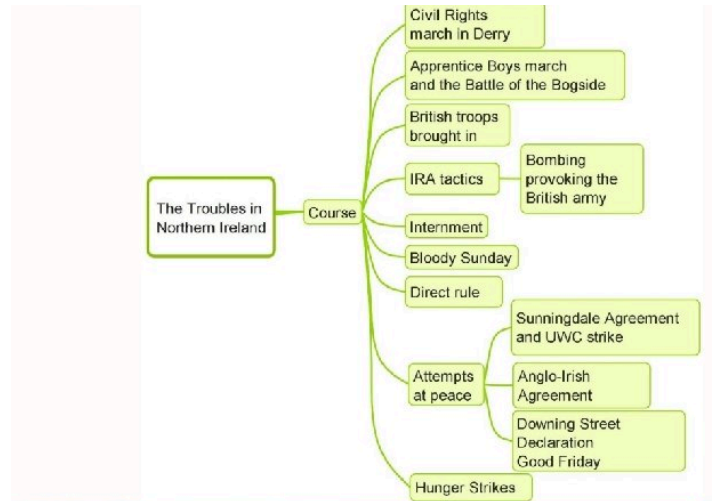 The Troubles in
Northern Ireland
Course
Civil Rights
march in Derry
Apprentice Boys march
and the Battle of the Bogside
British troops
brought in
IRA tactics
Bombing
provoking the
British army
Internment
Bloody Sunday
Direct rule
Attempts
at peace
Sunningdale Agreement
and UWC strike
Anglo-Irish
Agreement
Downing Street
Declaration
Good Friday
Hunger Strikes